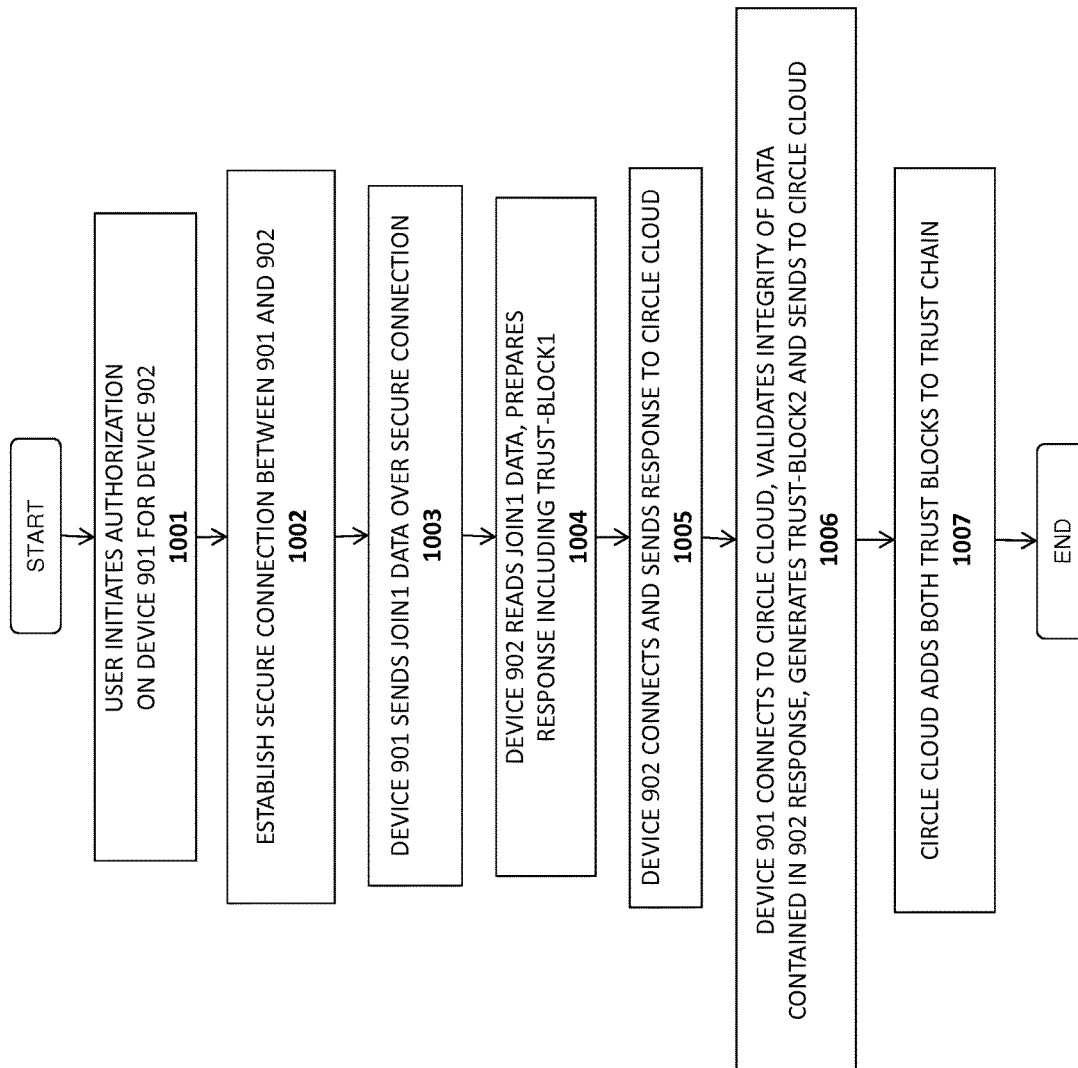 START
USER INITIATES AUTHORIZATION
ON DEVICE 901 FOR DEVICE 902
1001
ESTABLISH SECURE CONNECTION BETWEEN 901 AND 902
1002
DEVICE 901 SENDS JOIN1 DATA OVER SECURE CONNECTION
1003
DEVICE 902 READS JOIN1 DATA, PREPARES
RESPONSE INCLUDING TRUST-BLOCK1
1004
DEVICE 902 CONNECTS AND SENDS RESPONSE TO CIRCLE CLOUD
1005
DEVICE 901 CONNECTS TO CIRCLE CLOUD, VALIDATES INTEGRITY OF DATA
CONTAINED IN 902 RESPONSE, GENERATES TRUST-BLOCK2 AND SENDS TO CIRCLE CLOUD
1006
CIRCLE CLOUD ADDS BOTH TRUST BLOCKS TO TRUST CHAIN
1007
END